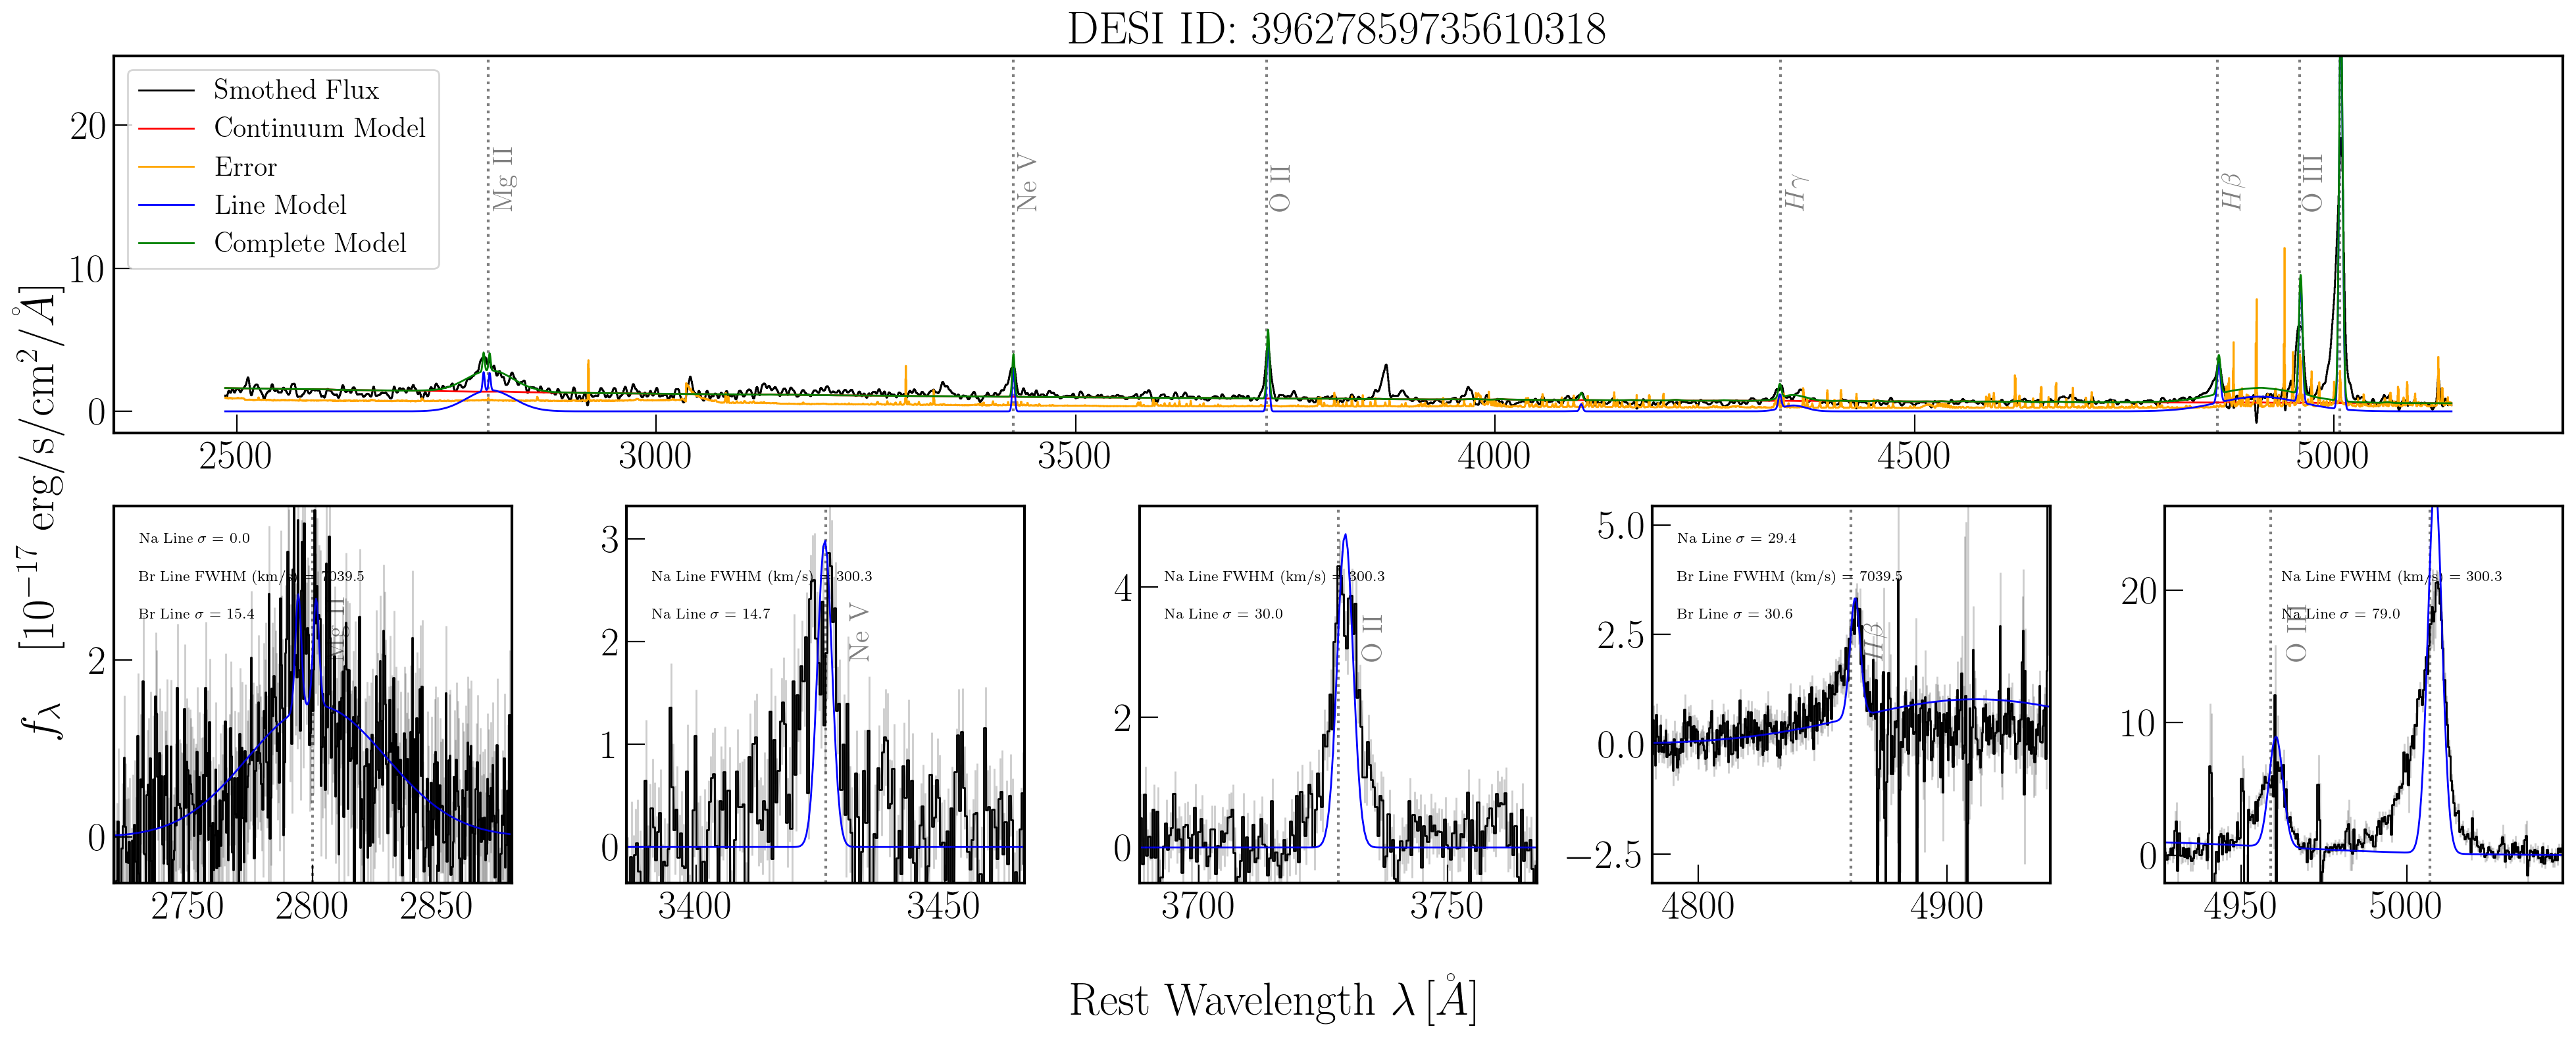 DESI ID: 39627859735610318
Smothed Flux
Continuum Model
Error
Line Model
Complete Model
Mg II
Ne V
O II
Hγ
Hβ
O III
20
10
0
2500
3000
3500
4000
4500
5000
f_λ [10^{-17} erg/s/cm^2/Å]
Na Line σ = 0.0
Br Line FWHM (km/s) = 7039.5
Br Line σ = 15.4
Mg II
2
0
2750
2800
2850
Na Line FWHM (km/s) = 300.3
Na Line σ = 14.7
Ne V
3
2
1
0
3400
3450
Na Line FWHM (km/s) = 300.3
Na Line σ = 30.0
O II
4
2
0
3700
3750
Na Line σ = 29.4
Br Line FWHM (km/s) = 7039.5
Br Line σ = 30.6
Hβ
5.0
2.5
0.0
−2.5
4800
4900
Na Line FWHM (km/s) = 300.3
Na Line σ = 79.0
O III
20
10
0
4950
5000
Rest Wavelength λ [Å]